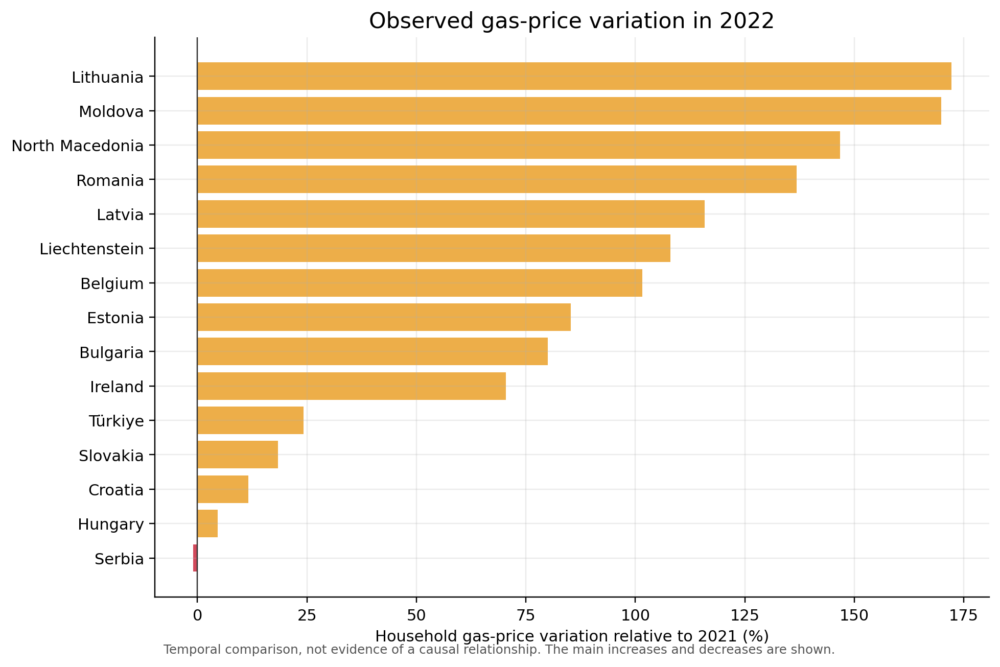 Observed gas-price variation in 2022
Lithuania
Moldova
North Macedonia
Romania
Latvia
Liechtenstein
Belgium
Estonia
Bulgaria
Ireland
Türkiye
Slovakia
Croatia
Hungary
Serbia
0 25 50 75 100 125 150 175
Household gas-price variation relative to 2021 (%)
Temporal comparison, not evidence of a causal relationship. The main increases and decreases are shown.